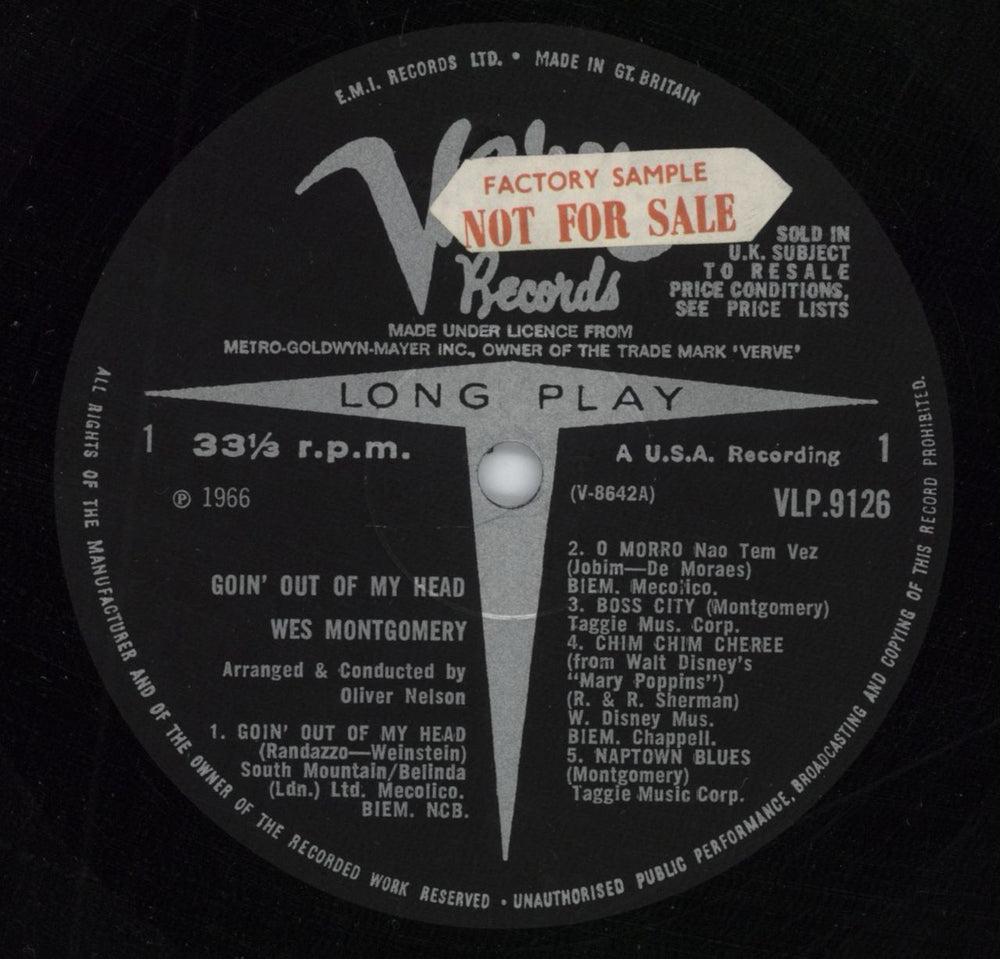 E.M.I. RECORDS LTD. • MADE IN GT. BRITAIN
FACTORY SAMPLE
NOT FOR SALE
Records
SOLD IN
U.K. SUBJECT
TO RESALE
PRICE CONDITIONS,
SEE PRICE LISTS
MADE UNDER LICENCE FROM
METRO-GOLDWYN-MAYER INC., OWNER OF THE TRADE MARK 'VERVE'
LONG PLAY
1 33⅓ r.p.m.
A U.S.A. Recording 1
℗ 1966
(V-8642A) VLP.9126
GOIN' OUT OF MY HEAD
WES MONTGOMERY
Arranged & Conducted by
Oliver Nelson
1. GOIN' OUT OF MY HEAD
(Randazzo—Weinstein)
South Mountain/Belinda
(Ldn.) Ltd. Mecolico.
BIEM. NCB.
2. O MORRO Nao Tem Vez
(Jobim—De Moraes)
BIEM. Mecolico.
3. BOSS CITY (Montgomery)
Taggie Mus. Corp.
4. CHIM CHIM CHEREE
(from Walt Disney's
"Mary Poppins")
(R. & R. Sherman)
W. Disney Mus.
BIEM. Chappell.
5. NAPTOWN BLUES
(Montgomery)
Taggie Music Corp.
ALL RIGHTS OF THE MANUFACTURER AND OF THE OWNER OF THE RECORDED WORK RESERVED • UNAUTHORISED PUBLIC PERFORMANCE, BROADCASTING AND COPYING OF THIS RECORD PROHIBITED.